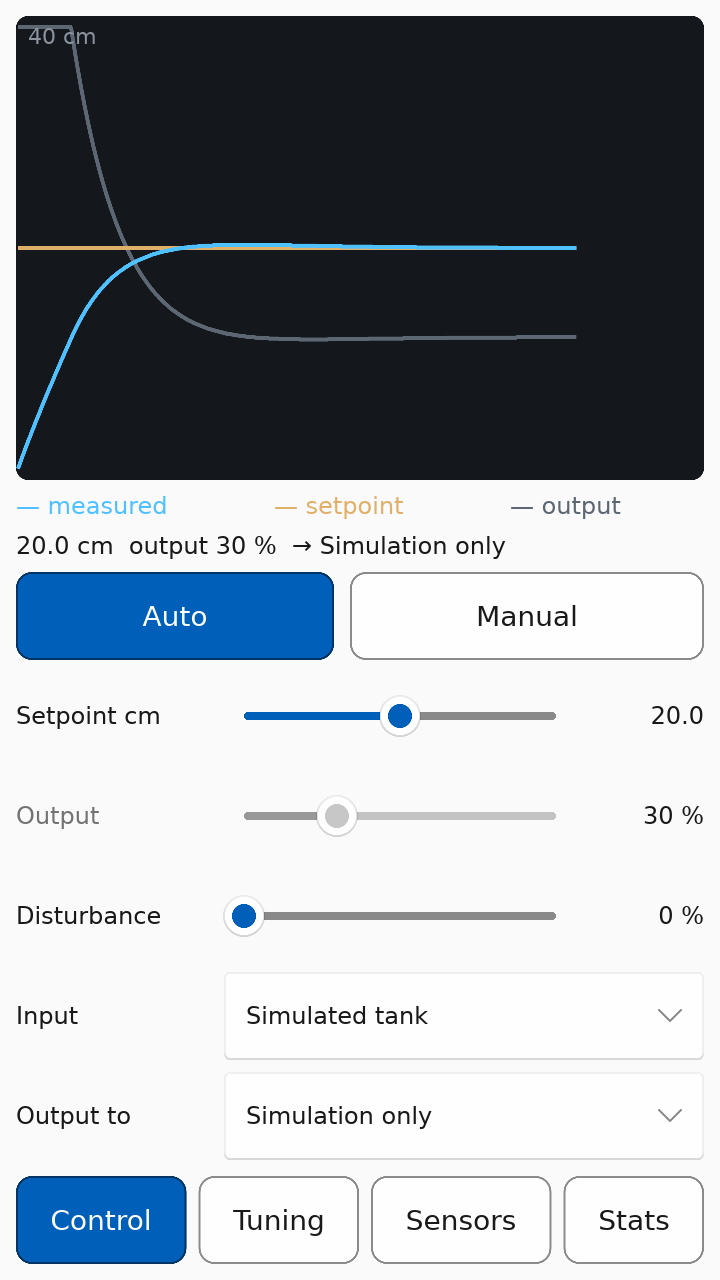 40 cm
— measured — setpoint — output
20.0 cm output 30 % → Simulation only
Auto Manual
Setpoint cm 20.0
Output 30 %
Disturbance 0 %
Input Simulated tank
Output to Simulation only
Control Tuning Sensors Stats